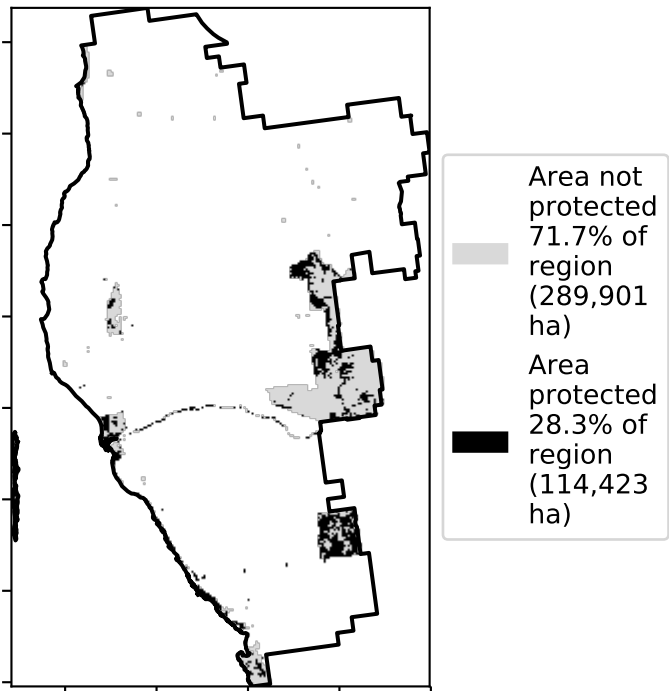 Area not
protected
71.7% of
region
(289,901
ha)
Area
protected
28.3% of
region
(114,423
ha)